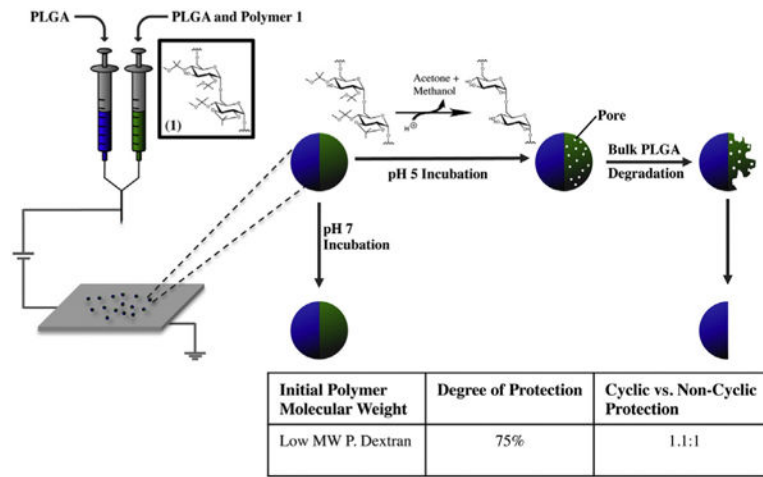 PLGA
PLGA and Polymer 1
(1)
Acetone +
Methanol
H⊕
Pore
pH 5 Incubation
Bulk PLGA
Degradation
pH 7
Incubation
Initial Polymer
Molecular Weight
Degree of Protection
Cyclic vs. Non-Cyclic
Protection
Low MW P. Dextran
75%
1.1:1